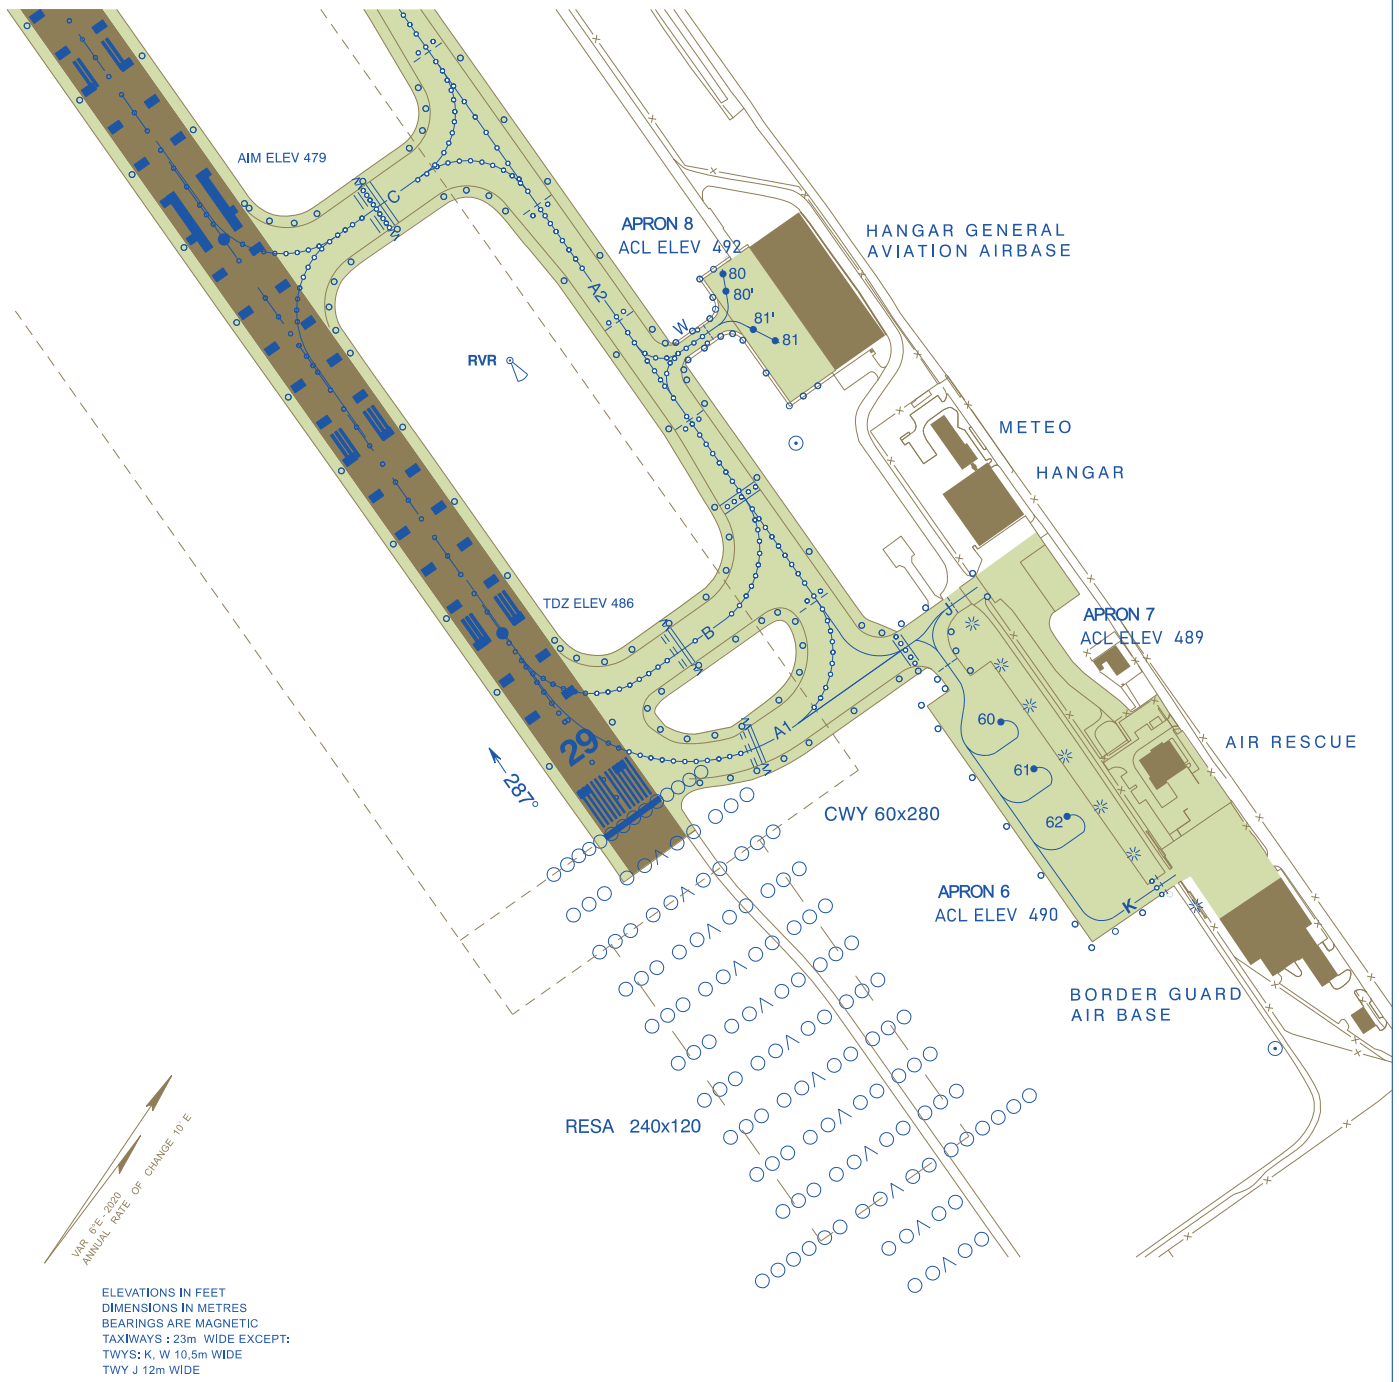 AIM ELEV 479
C
APRON 8
ACL ELEV 492
HANGAR GENERAL
AVIATION AIRBASE
80
80'
81'
81
A2
W
RVR
METEO
HANGAR
TDZ ELEV 486
B
J
APRON 7
ACL ELEV 489
60
61
62
A1
AIR RESCUE
29
287°
CWY 60x280
APRON 6
ACL ELEV 490
K
BORDER GUARD
AIR BASE
RESA 240x120
VAR 6°E - 2020
ANNUAL RATE OF CHANGE 10' E
ELEVATIONS IN FEET
DIMENSIONS IN METRES
BEARINGS ARE MAGNETIC
TAXIWAYS : 23m WIDE EXCEPT:
TWYS: K, W 10,5m WIDE
TWY J 12m WIDE